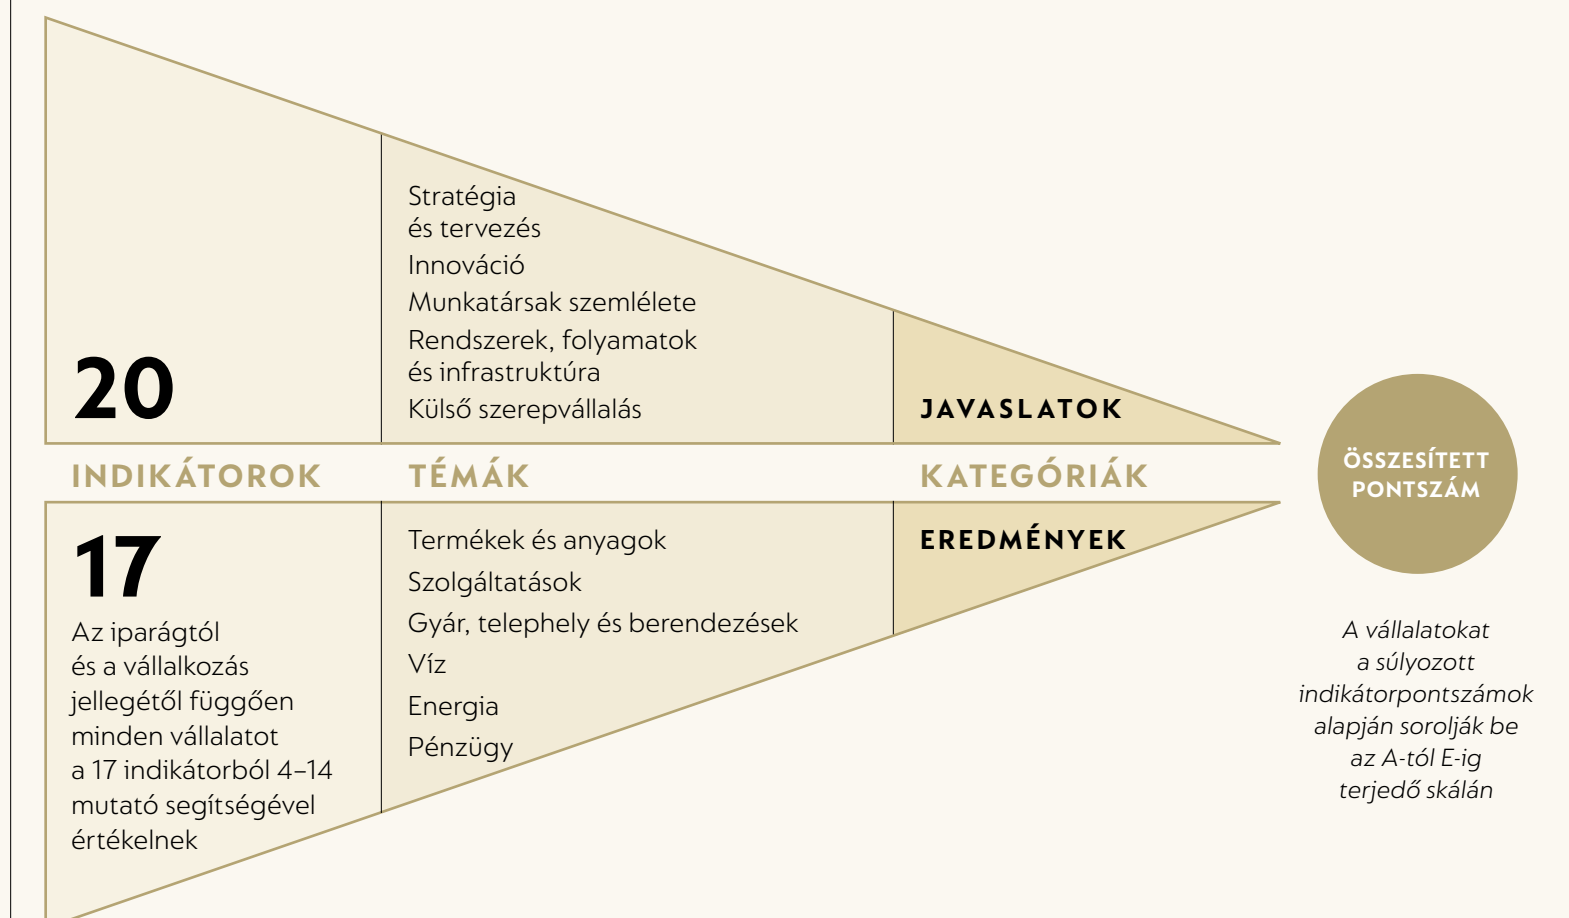 20
Stratégia
és tervezés
Innováció
Munkatársak szemlélete
Rendszerek, folyamatok
és infrastruktúra
Külső szerepvállalás
JAVASLATOK
INDIKÁTOROK
TÉMÁK
KATEGÓRIÁK
17
Az iparágtól
és a vállalkozás
jellegétől függően
minden vállalatot
a 17 indikátorból 4–14
mutató segítségével
értékelnek
Termékek és anyagok
Szolgáltatások
Gyár, telephely és berendezések
Víz
Energia
Pénzügy
EREDMÉNYEK
ÖSSZESÍTETT
PONTSZÁM
A vállalatokat
a súlyozott
indikátorpontszámok
alapján sorolják be
az A-tól E-ig
terjedő skálán